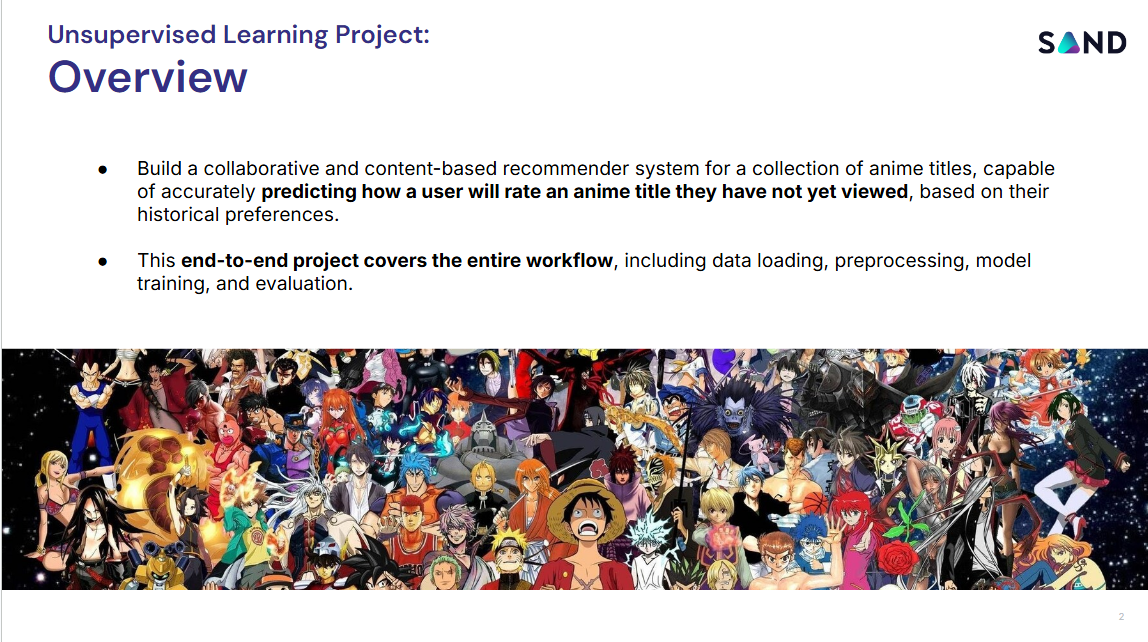 Unsupervised Learning Project:
SAND
Overview
● Build a collaborative and content-based recommender system for a collection of anime titles, capable
of accurately predicting how a user will rate an anime title they have not yet viewed, based on their
historical preferences.
● This end-to-end project covers the entire workflow, including data loading, preprocessing, model
training, and evaluation.
2